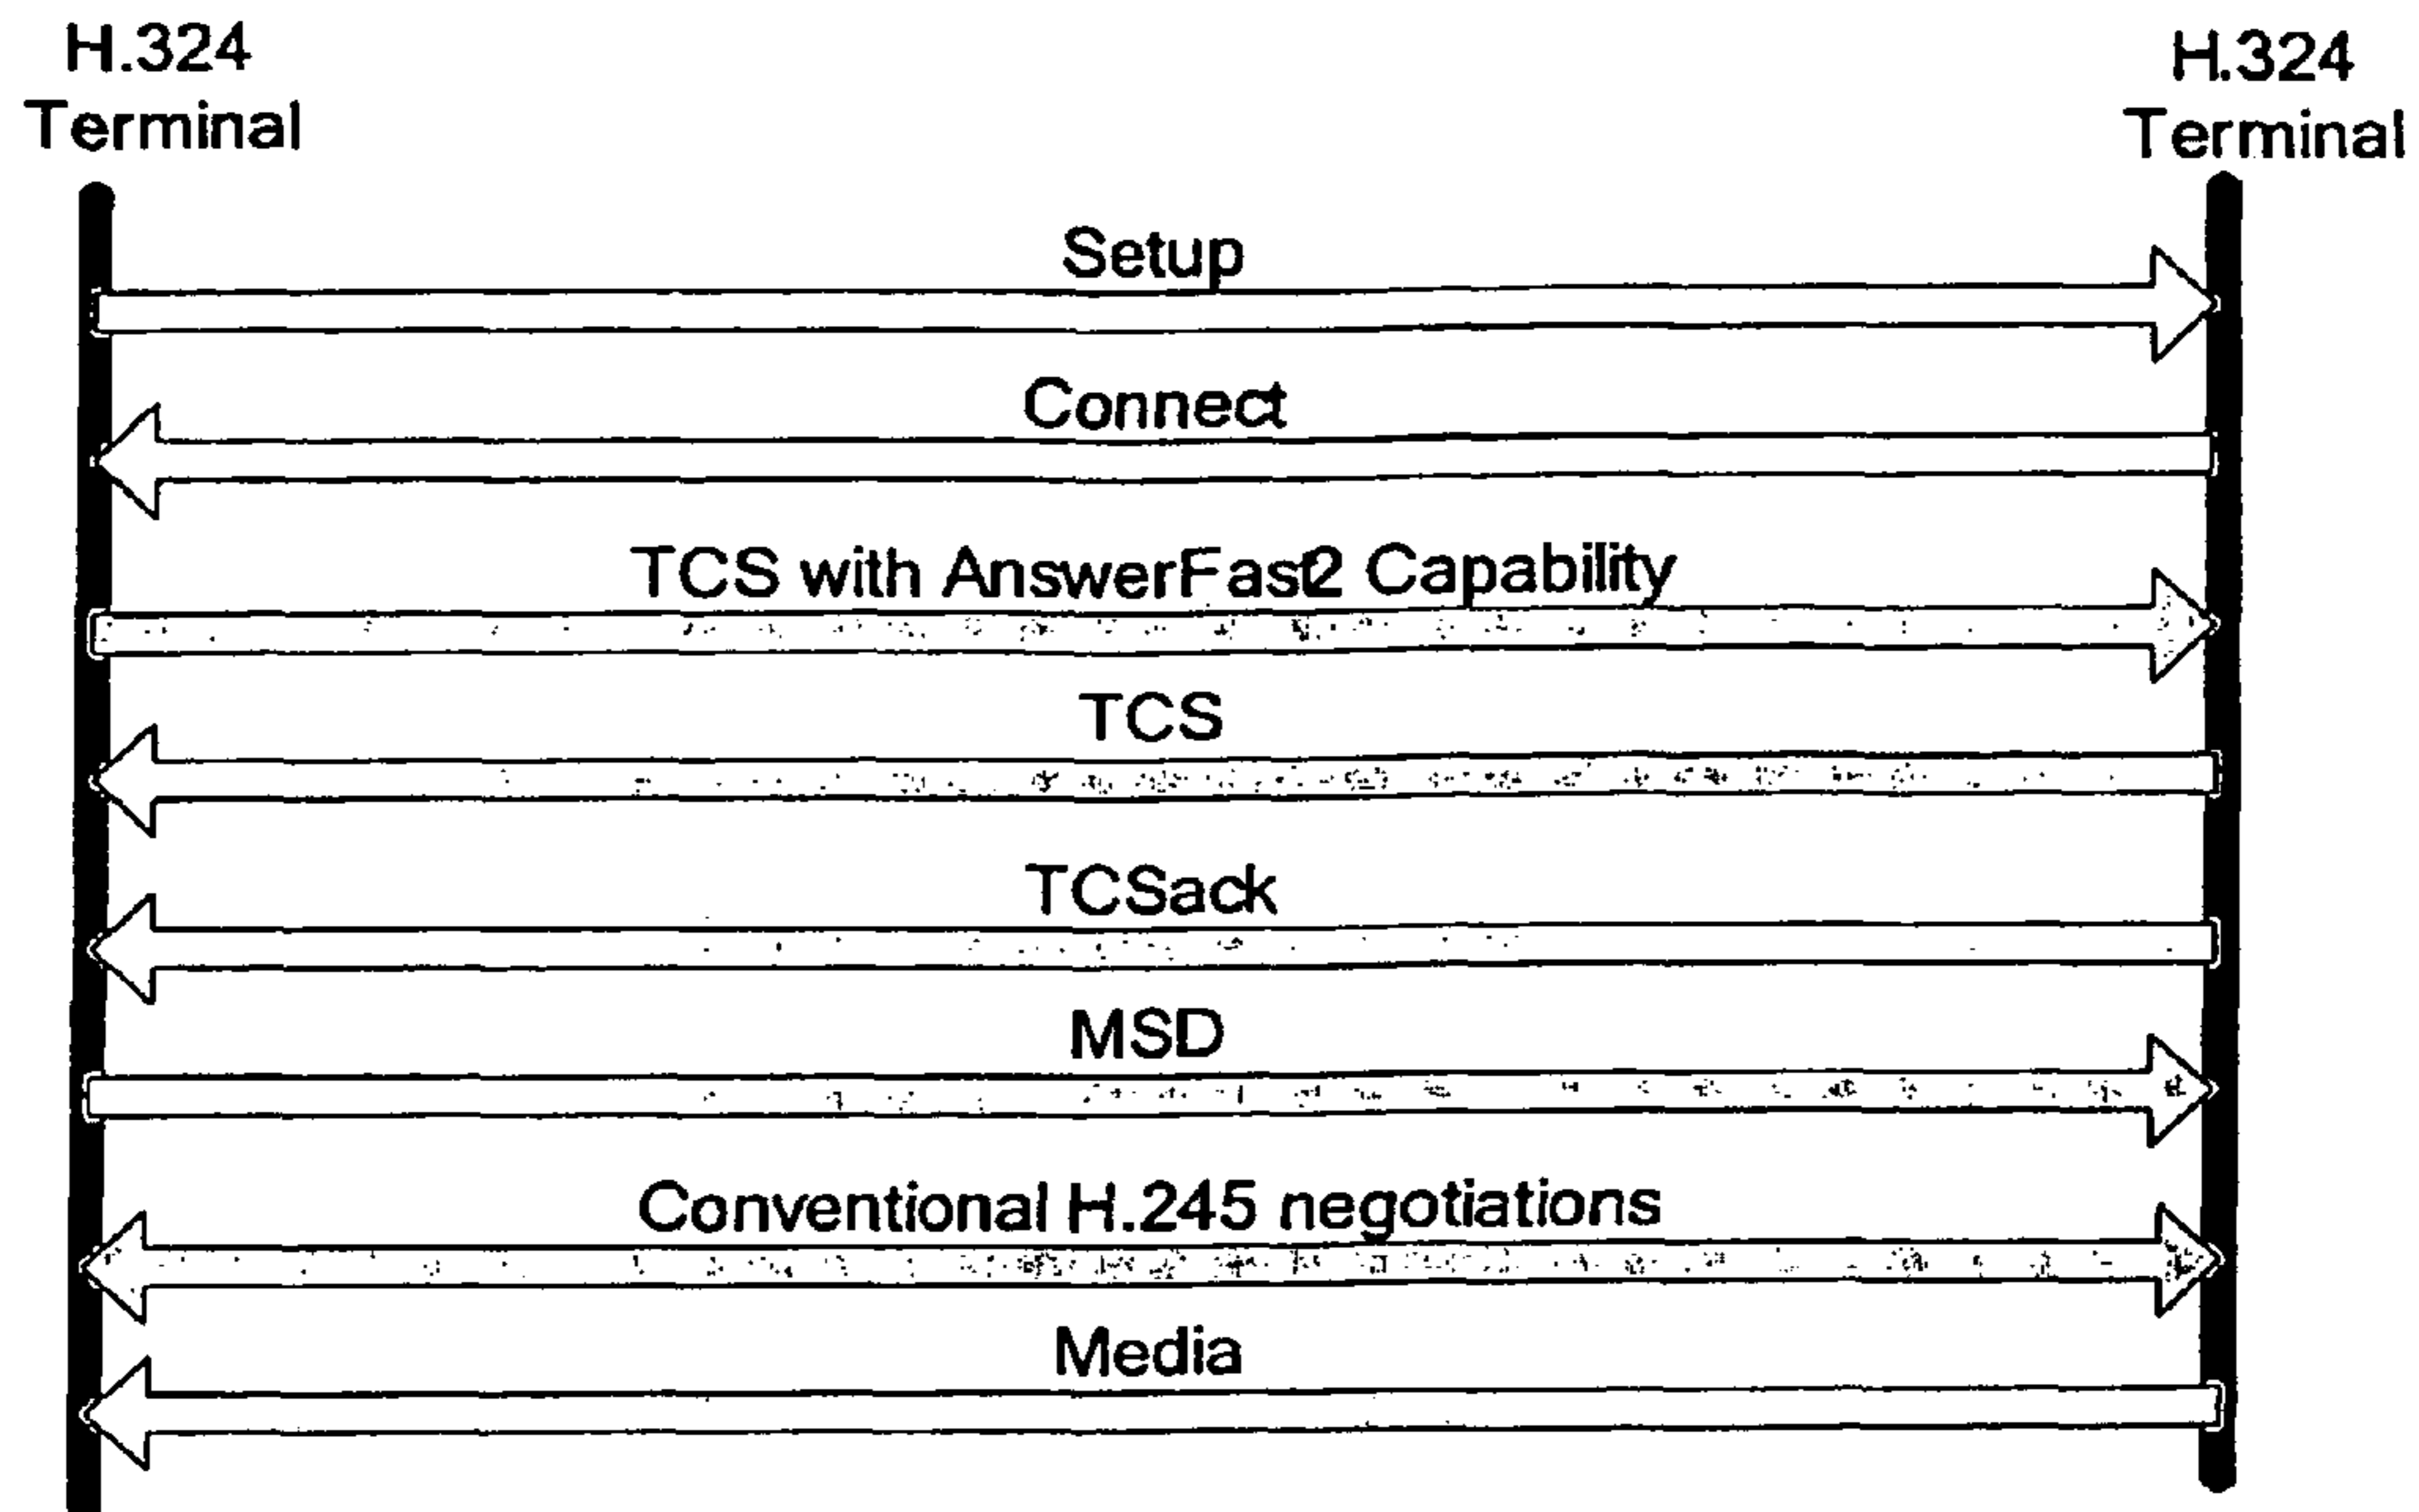 H.324
Terminal
H.324
Terminal
Setup
Connect
TCS with AnswerFast2 Capability
TCS
TCSack
MSD
Conventional H.245 negotiations
Media